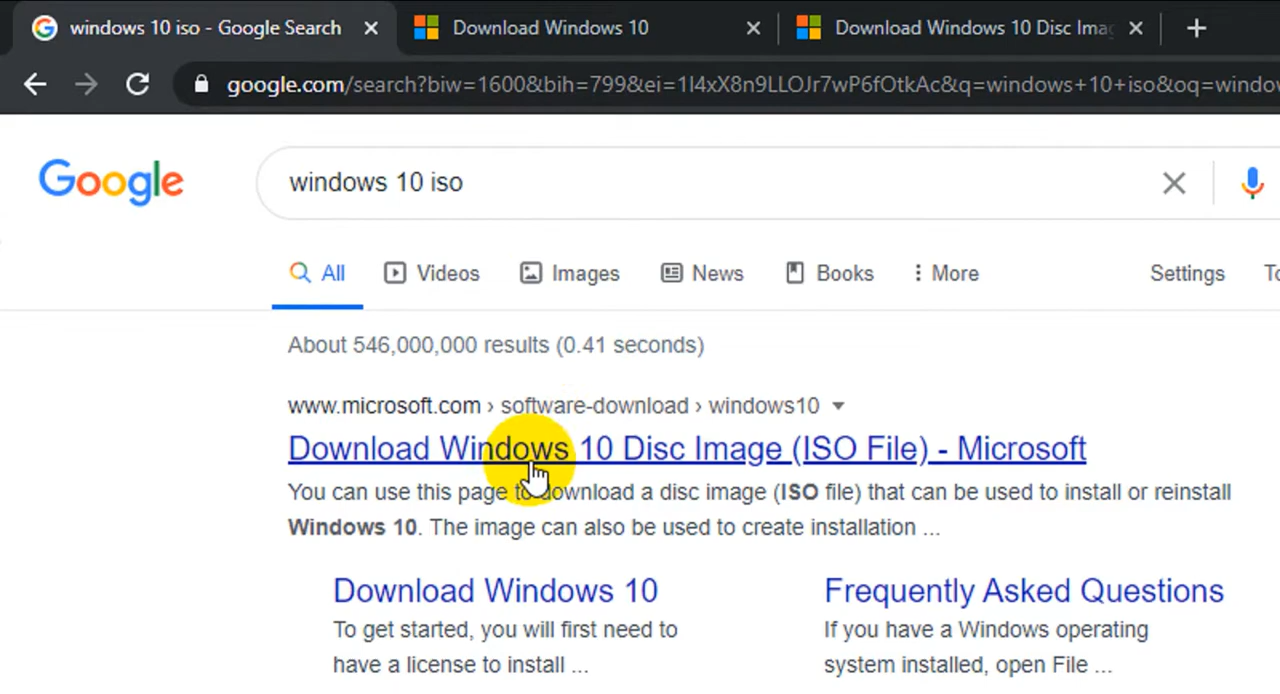 windows 10 iso - Google Search
Download Windows 10
Download Windows 10 Disc Imag
google.com/search?biw=1600&bih=799&ei=1I4xX8n9LLOJr7wP6fOtkAc&q=windows+10+iso&oq=window
Google
windows 10 iso
All Videos Images News Books More Settings To
About 546,000,000 results (0.41 seconds)
www.microsoft.com › software-download › windows10
Download Windows 10 Disc Image (ISO File) - Microsoft
You can use this page to download a disc image (ISO file) that can be used to install or reinstall
Windows 10. The image can also be used to create installation ...
Download Windows 10
To get started, you will first need to
have a license to install ...
Frequently Asked Questions
If you have a Windows operating
system installed, open File ...